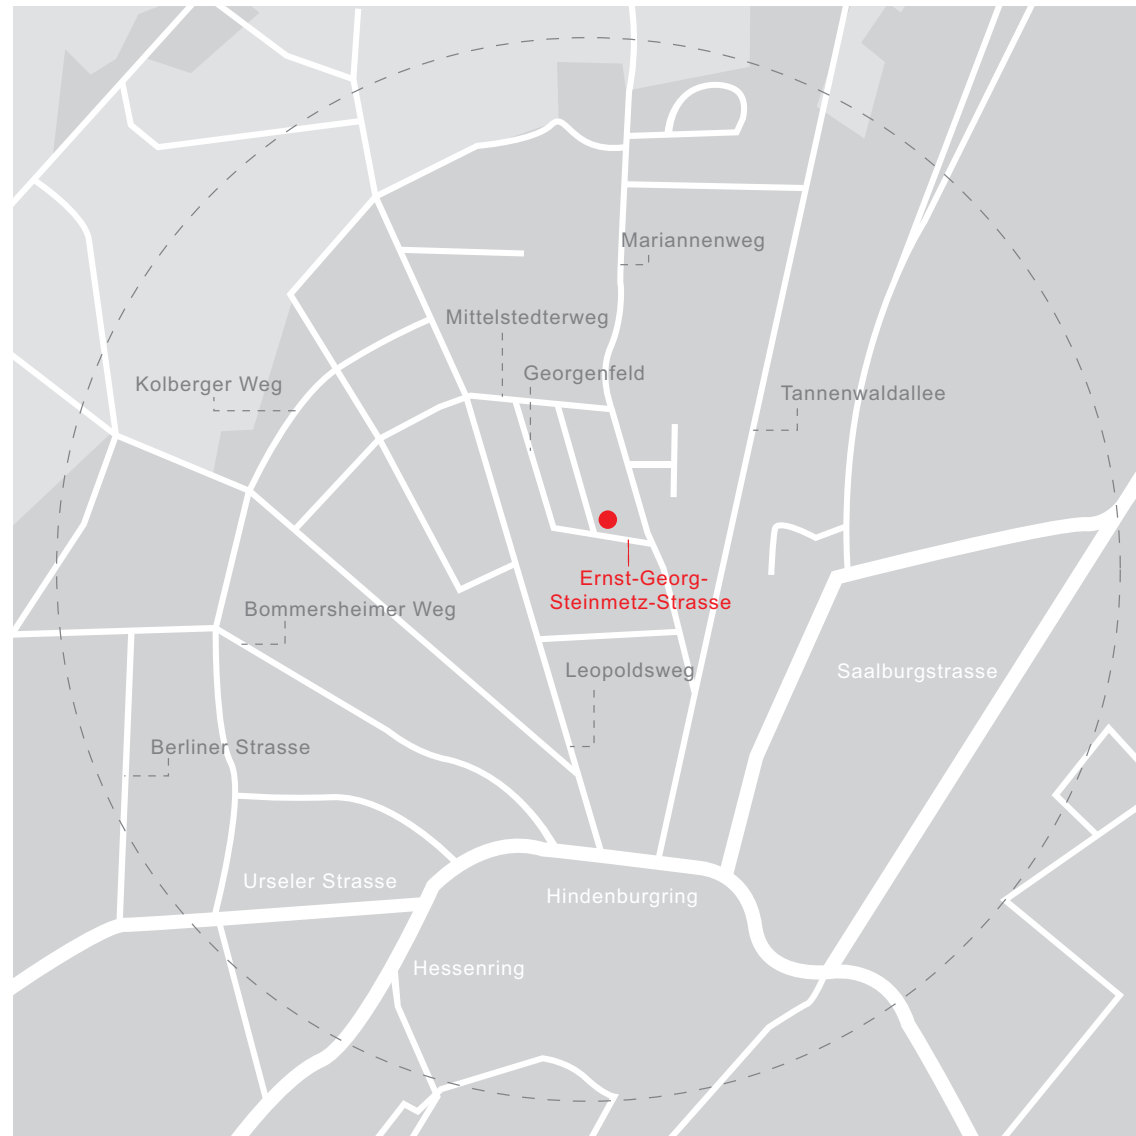 Mariannenweg
Mittelstedterweg
Georgenfeld
Kolberger Weg
Tannenwaldallee
Ernst-Georg-
Steinmetz-Strasse
Bommersheimer Weg
Leopoldsweg
Saalburgstrasse
Berliner Strasse
Urseler Strasse
Hindenburgring
Hessenring